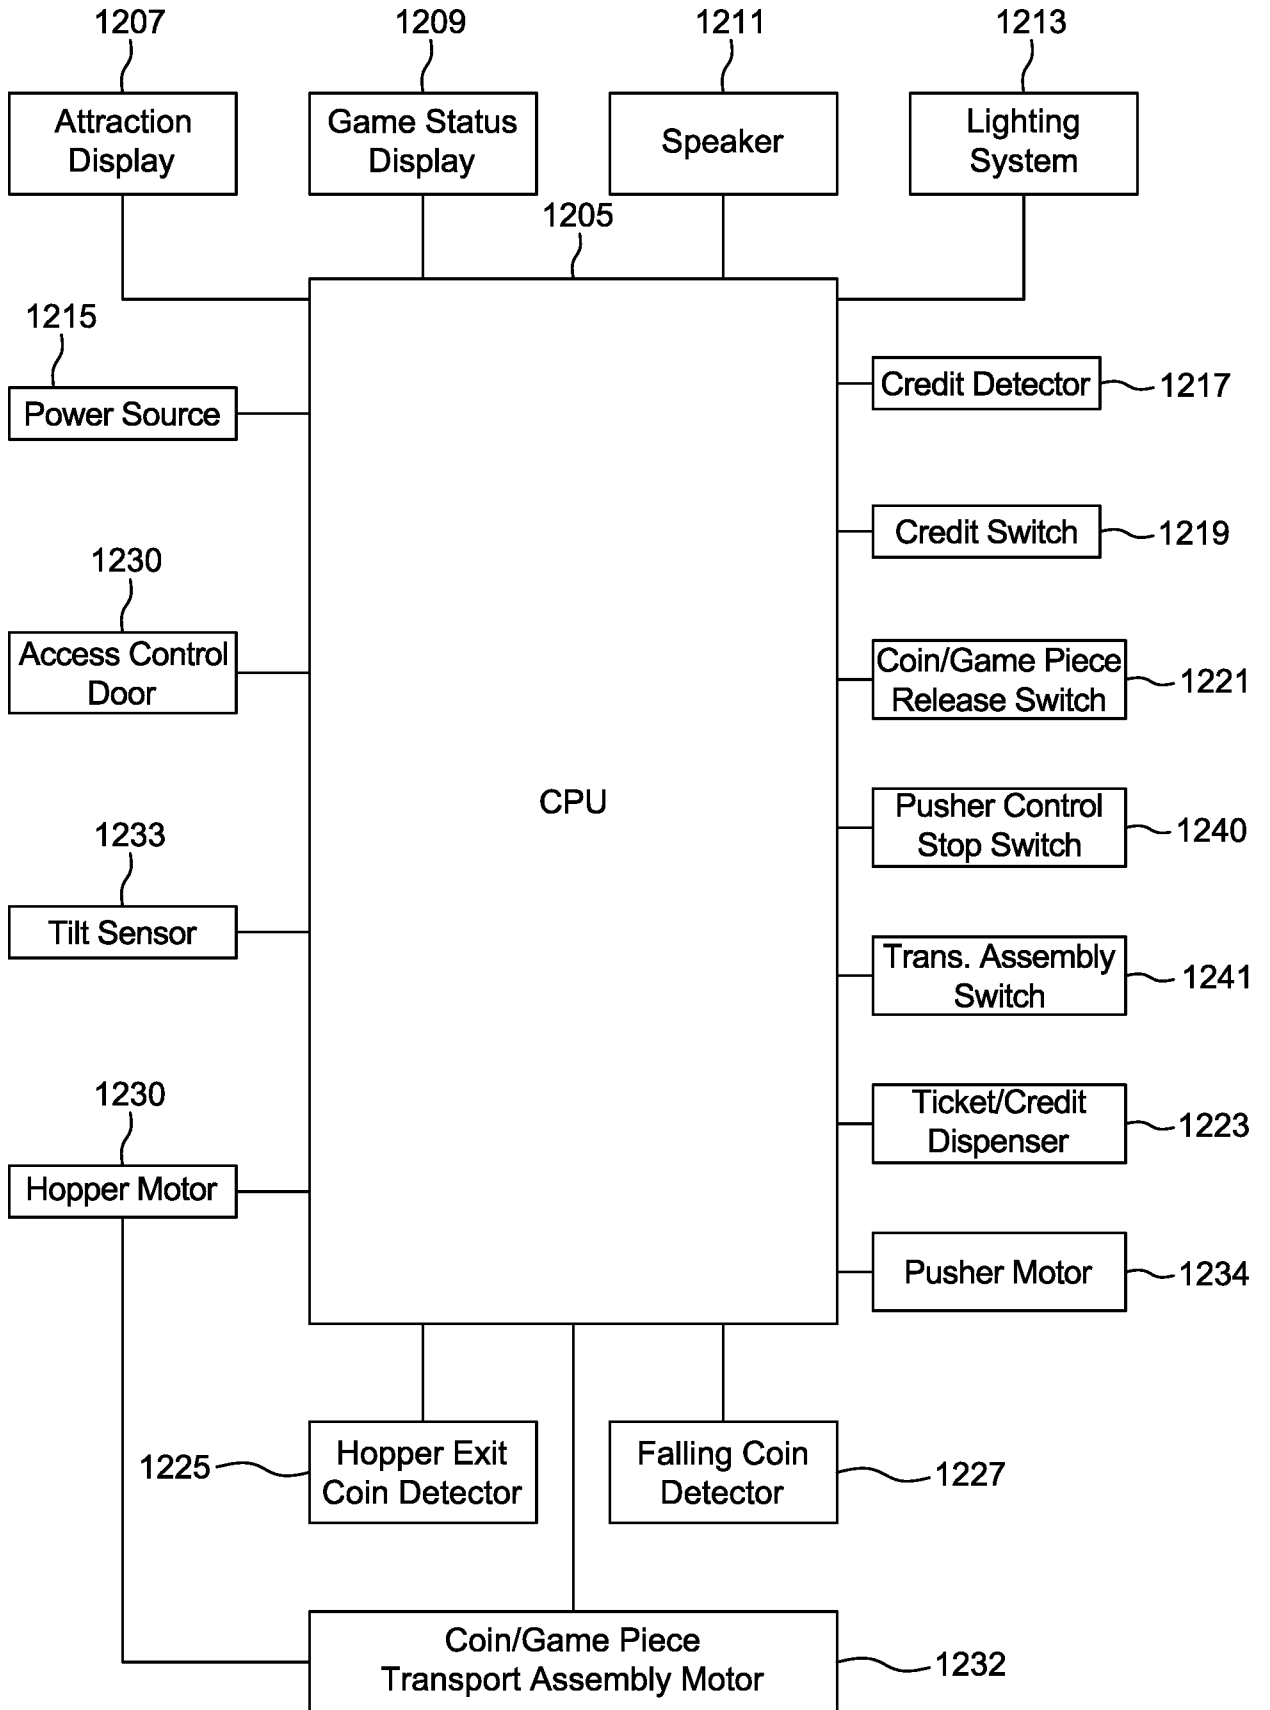 1207
1209
1211
1213
Attraction
Display
Game Status
Display
Speaker
Lighting
System
1205
1215
Power Source
Credit Detector
1217
Credit Switch
1219
1230
Access Control
Door
Coin/Game Piece
Release Switch
1221
CPU
Pusher Control
Stop Switch
1240
1233
Tilt Sensor
Trans. Assembly
Switch
1241
1230
Hopper Motor
Ticket/Credit
Dispenser
1223
Pusher Motor
1234
1225
Hopper Exit
Coin Detector
Falling Coin
Detector
1227
Coin/Game Piece
Transport Assembly Motor
1232